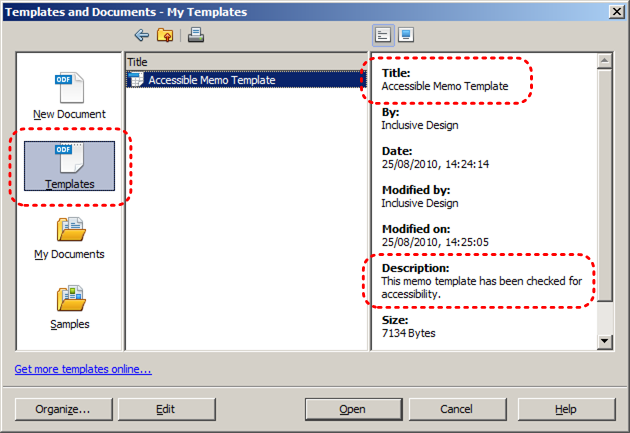 Templates and Documents - My Templates
ODF
New Document
ODF
Templates
My Documents
Samples
Title
Accessible Memo Template
Title:
Accessible Memo Template
By:
Inclusive Design
Date:
25/08/2010, 14:24:14
Modified by:
Inclusive Design
Modified on:
25/08/2010, 14:25:05
Description:
This memo template has been checked for
accessibility.
Size:
7134 Bytes
Get more templates online...
Organize...
Edit
Open
Cancel
Help